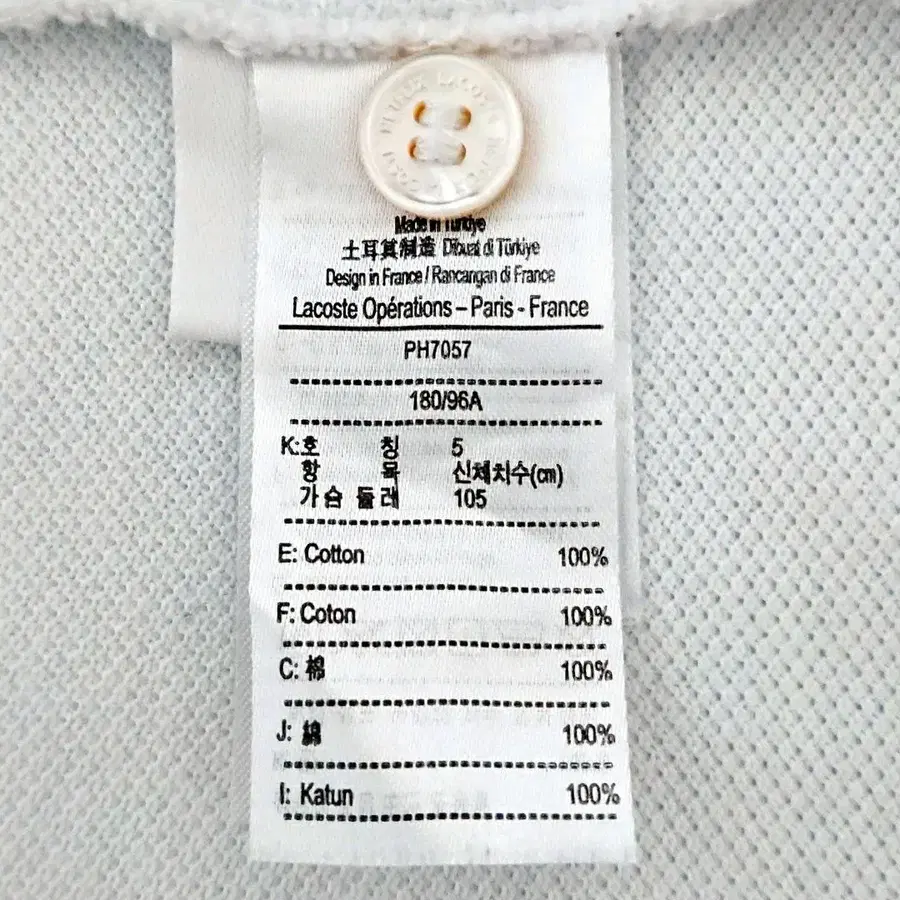 LACOSTE
Made in Türkiye
土耳其制造 Dibuat di Türkiye
Design in France / Rancangan di France
Lacoste Opérations – Paris - France
PH7057
180/96A
K:호 칭 5
항 목 신체치수(cm)
가슴 둘레 105
E: Cotton 100%
F: Coton 100%
C: 棉 100%
J: 綿 100%
I: Katun 100%